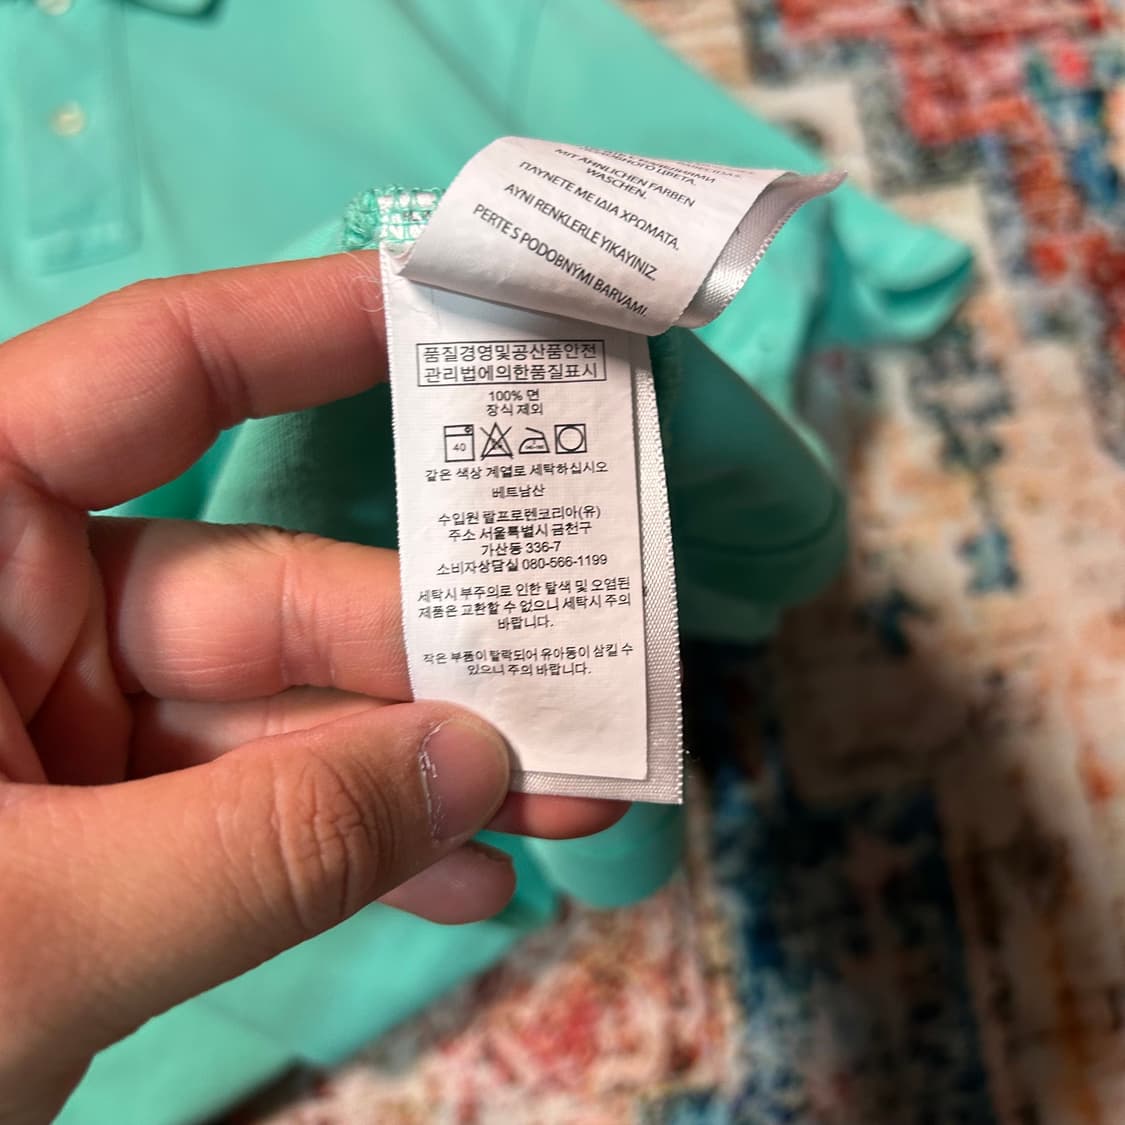 MIT ÄHNLICHEN FARBEN
WASCHEN.
ΠΛΥΝΕΤΕ ΜΕ ΙΔΙΑ ΧΡΩΜΑΤΑ.
AYNI RENKLERLE YIKAYINIZ.
PERTE S PODOBNÝMI BARVAMI.
품질경영및공산품안전
관리법에의한품질표시
100% 면
장식 제외
40
같은 색상 계열로 세탁하십시오
베트남산
수입원 랄프로렌코리아(유)
주소 서울특별시 금천구
가산동 336-7
소비자상담실 080-566-1199
세탁시 부주의로 인한 탈색 및 오염된
제품은 교환할 수 없으니 세탁시 주의
바랍니다.
작은 부품이 탈락되어 유아동이 삼킬 수
있으니 주의 바랍니다.